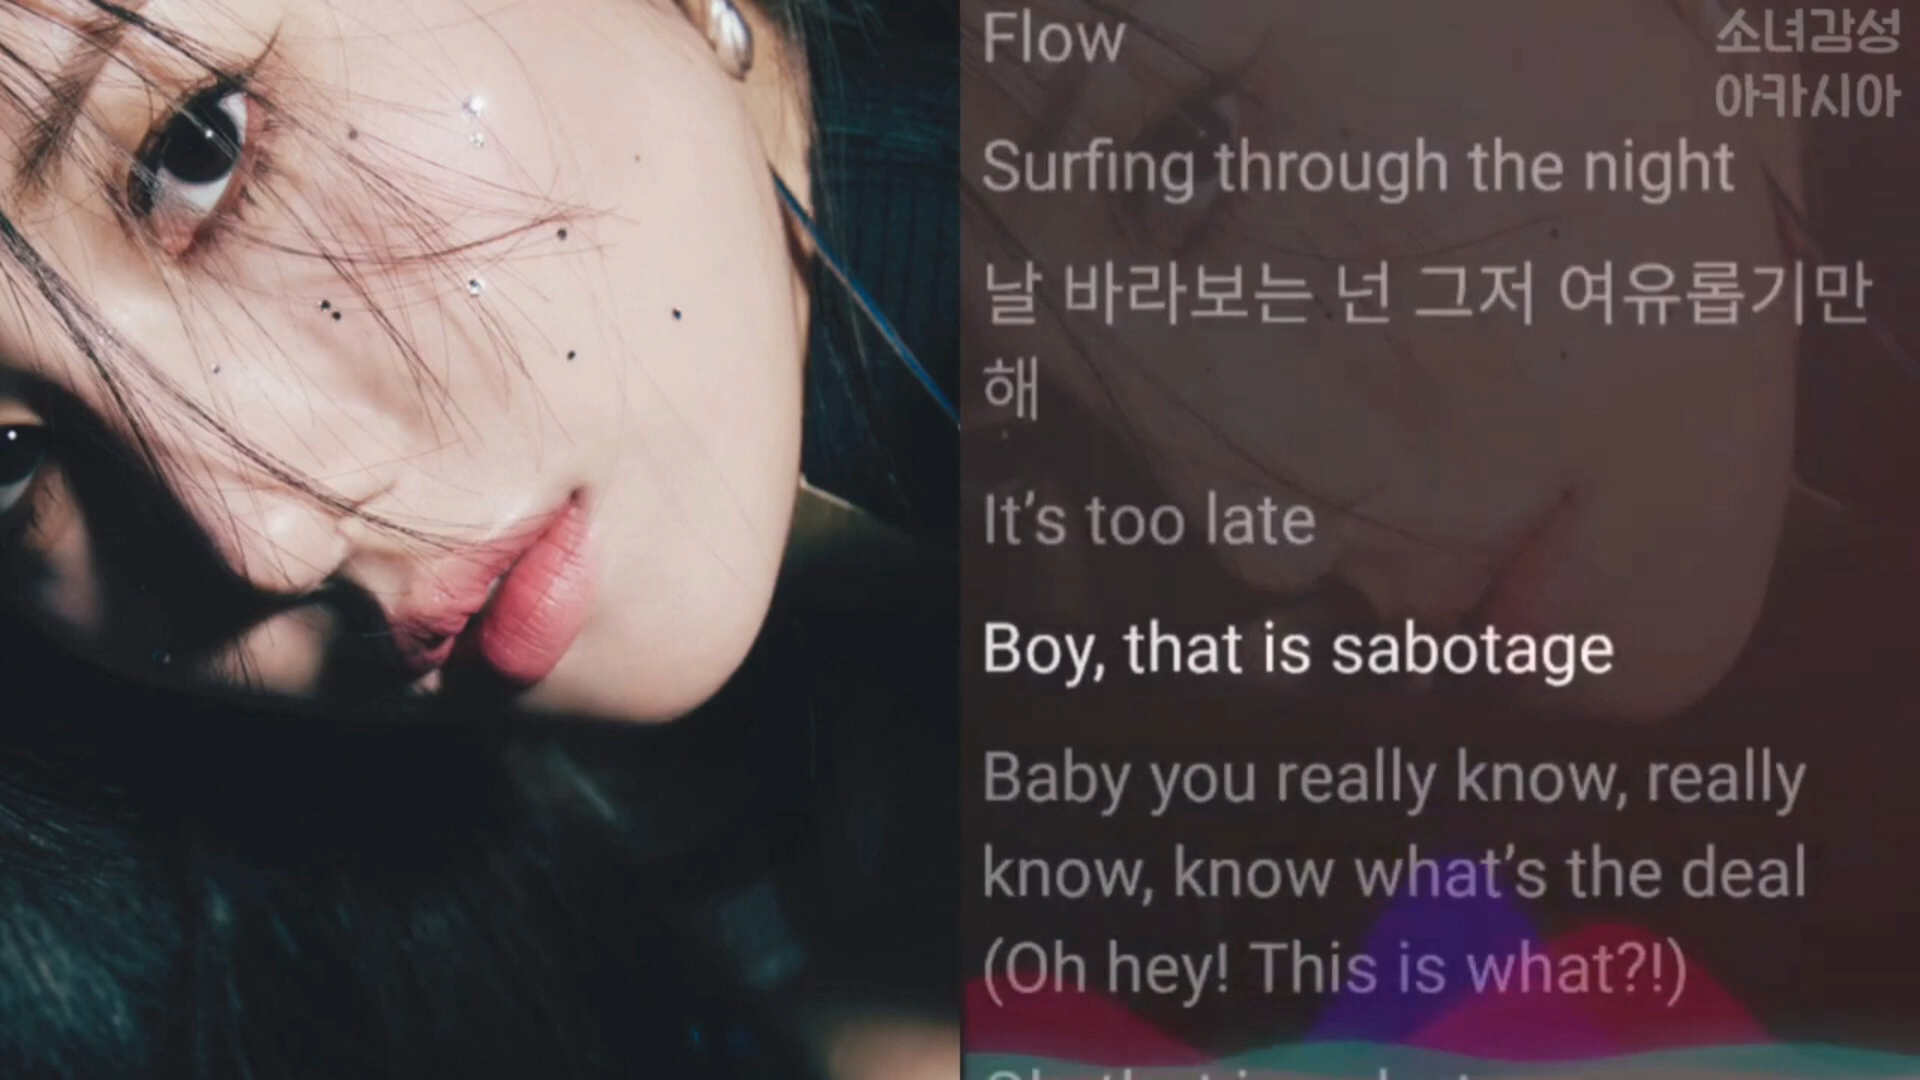 소녀감성
아카시아
Flow
Surfing through the night
날 바라보는 넌 그저 여유롭기만
해
It's too late
Boy, that is sabotage
Baby you really know, really
know, know what's the deal
(Oh hey! This is what?!)